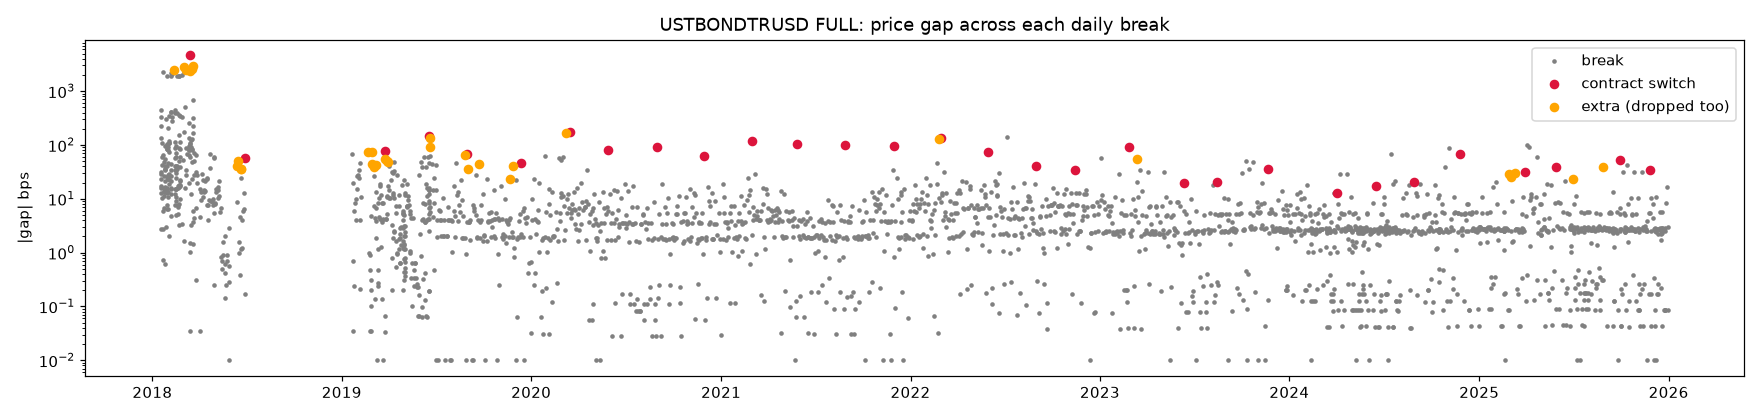 USTBONDTRUSD FULL: price gap across each daily break
break
contract switch
extra (dropped too)
|gap| bps
10³
10²
10¹
10⁰
10⁻¹
10⁻²
2018 2019 2020 2021 2022 2023 2024 2025 2026